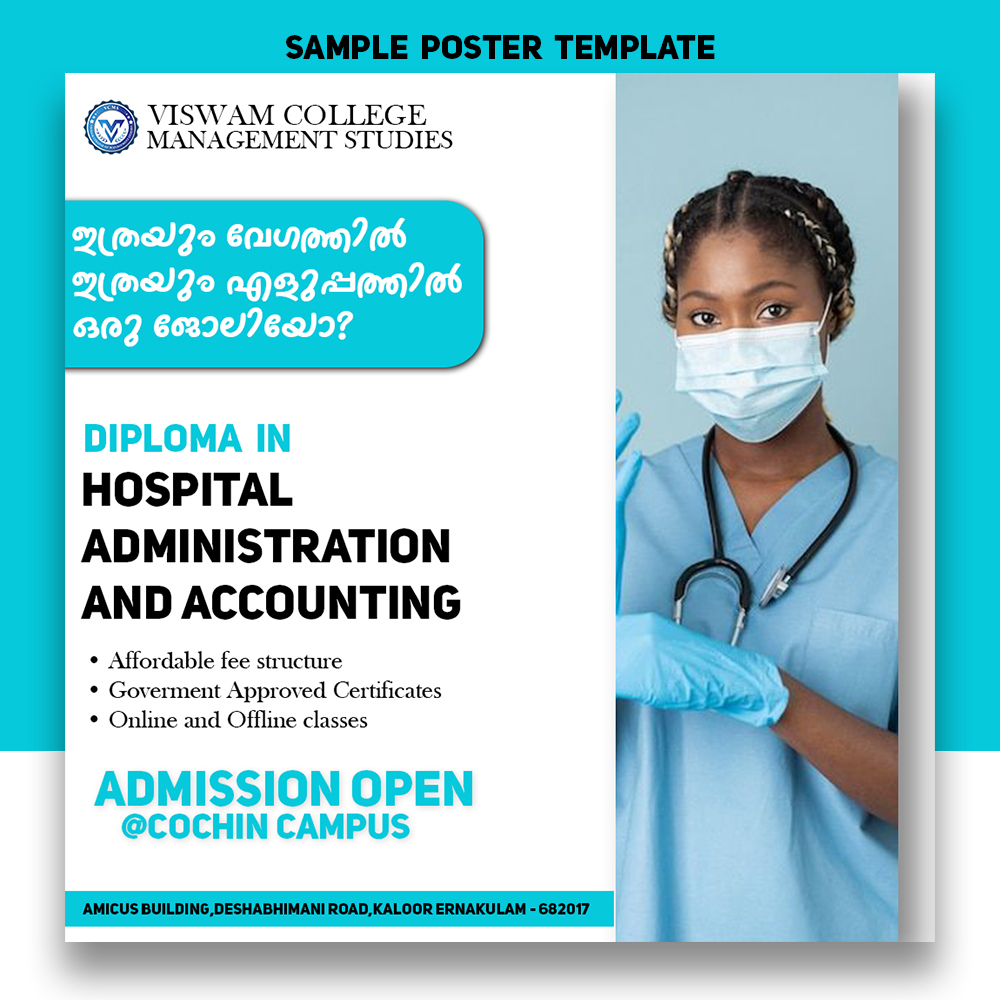 SAMPLE POSTER TEMPLATE
VISWAM COLLEGE
MANAGEMENT STUDIES
ഇത്രയും വേഗത്തിൽ
ഇത്രയും എളുപ്പത്തിൽ
ഒരു ജോലിയോ?
DIPLOMA IN
HOSPITAL
ADMINISTRATION
AND ACCOUNTING
• Affordable fee structure
• Goverment Approved Certificates
• Online and Offline classes
ADMISSION OPEN
@COCHIN CAMPUS
AMICUS BUILDING,DESHABHIMANI ROAD,KALOOR ERNAKULAM - 682017